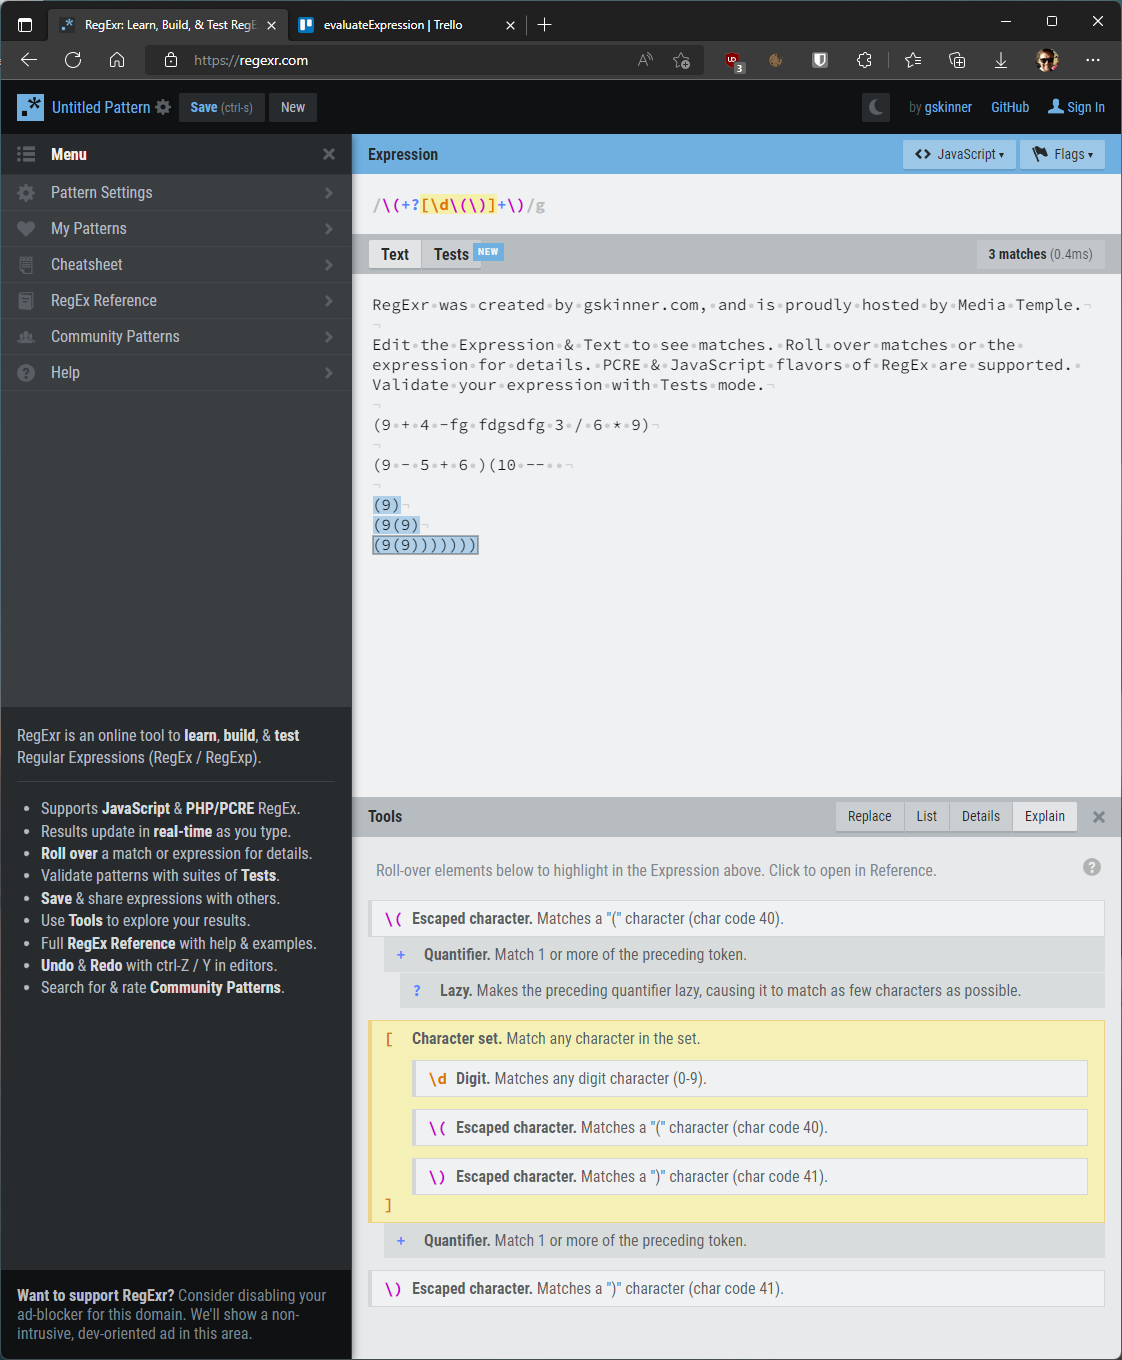 RegExr: Learn, Build, & Test RegE
evaluateExpression | Trello
https://regexr.com
3
.*
Untitled Pattern
Save (ctrl-s)
New
by gskinner
GitHub
Sign In
Menu
Pattern Settings
My Patterns
Cheatsheet
RegEx Reference
Community Patterns
Help
RegExr is an online tool to learn, build, & test
Regular Expressions (RegEx / RegExp).
• Supports JavaScript & PHP/PCRE RegEx.
• Results update in real-time as you type.
• Roll over a match or expression for details.
• Validate patterns with suites of Tests.
• Save & share expressions with others.
• Use Tools to explore your results.
• Full RegEx Reference with help & examples.
• Undo & Redo with ctrl-Z / Y in editors.
• Search for & rate Community Patterns.
Want to support RegExr? Consider disabling your
ad-blocker for this domain. We'll show a non-
intrusive, dev-oriented ad in this area.
Expression
<> JavaScript
Flags
/\(+?[\d\(\)]+\)/g
Text
Tests
NEW
3 matches (0.4ms)
RegExr was created by gskinner.com, and is proudly hosted by Media Temple.
Edit the Expression & Text to see matches. Roll over matches or the
expression for details. PCRE & JavaScript flavors of RegEx are supported.
Validate your expression with Tests mode.
(9 + 4 -fg fdgsdfg 3 / 6 * 9)
(9 - 5 + 6 )(10 --
(9)
(9(9)
(9(9)))))))
Tools
Replace
List
Details
Explain
Roll-over elements below to highlight in the Expression above. Click to open in Reference.
?
\( Escaped character. Matches a "(" character (char code 40).
+ Quantifier. Match 1 or more of the preceding token.
? Lazy. Makes the preceding quantifier lazy, causing it to match as few characters as possible.
[ Character set. Match any character in the set.
\d Digit. Matches any digit character (0-9).
\( Escaped character. Matches a "(" character (char code 40).
\) Escaped character. Matches a ")" character (char code 41).
]
+ Quantifier. Match 1 or more of the preceding token.
\) Escaped character. Matches a ")" character (char code 41).